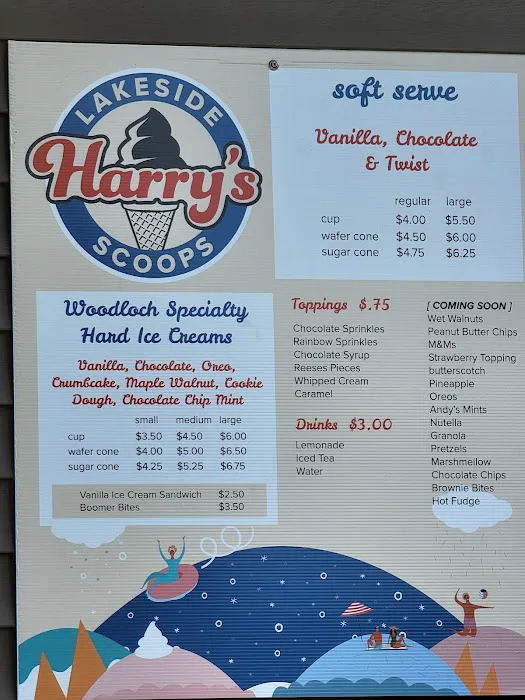 LAKESIDE
Harry's
SCOOPS
soft serve
Vanilla, Chocolate
& Twist
regular large
cup $4.00 $5.50
wafer cone $4.50 $6.00
sugar cone $4.75 $6.25
Woodloch Specialty
Hard Ice Creams
Vanilla, Chocolate, Oreo,
Crumbcake, Maple Walnut, Cookie
Dough, Chocolate Chip Mint
small medium large
cup $3.50 $4.50 $6.00
wafer cone $4.00 $5.00 $6.50
sugar cone $4.25 $5.25 $6.75
Vanilla Ice Cream Sandwich $2.50
Boomer Bites $3.50
Toppings $.75
Chocolate Sprinkles
Rainbow Sprinkles
Chocolate Syrup
Reeses Pieces
Whipped Cream
Caramel
Drinks $3.00
Lemonade
Iced Tea
Water
[ COMING SOON ]
Wet Walnuts
Peanut Butter Chips
M&Ms
Strawberry Topping
butterscotch
Pineapple
Oreos
Andy's Mints
Nutella
Granola
Pretzels
Marshmellow
Chocolate Chips
Brownie Bites
Hot Fudge